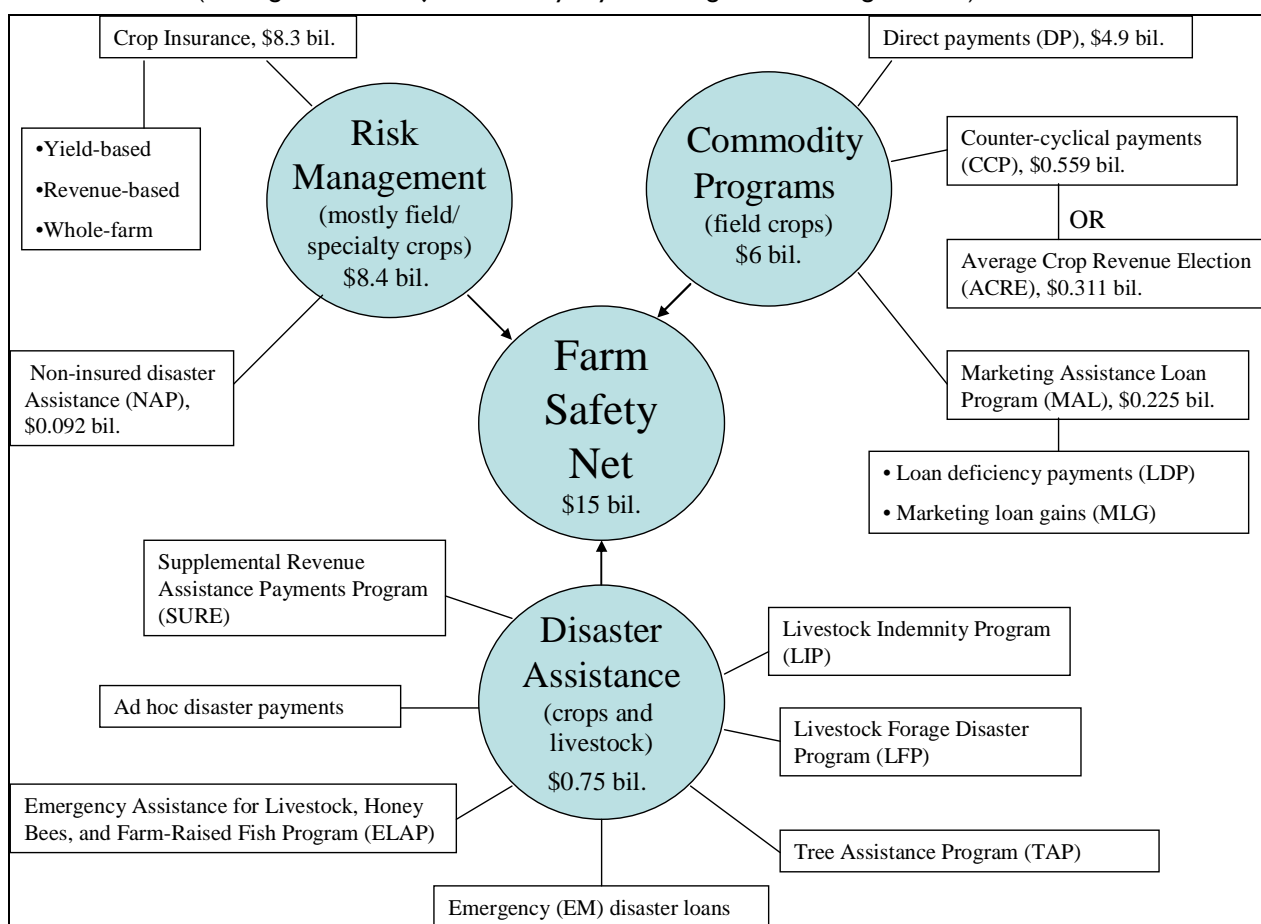 Crop Insurance, $8.3 bil.
•Yield-based
•Revenue-based
•Whole-farm
Risk
Management
(mostly field/
specialty crops)
$8.4 bil.
Non-insured disaster
Assistance (NAP),
$0.092 bil.
Direct payments (DP), $4.9 bil.
Commodity
Programs
(field crops)
$6 bil.
Counter-cyclical payments
(CCP), $0.559 bil.
OR
Average Crop Revenue Election
(ACRE), $0.311 bil.
Marketing Assistance Loan
Program (MAL), $0.225 bil.
• Loan deficiency payments (LDP)
• Marketing loan gains (MLG)
Farm
Safety
Net
$15 bil.
Supplemental Revenue
Assistance Payments Program
(SURE)
Disaster
Assistance
(crops and
livestock)
$0.75 bil.
Livestock Indemnity Program
(LIP)
Ad hoc disaster payments
Livestock Forage Disaster
Program (LFP)
Emergency Assistance for Livestock, Honey
Bees, and Farm-Raised Fish Program (ELAP)
Tree Assistance Program (TAP)
Emergency (EM) disaster loans